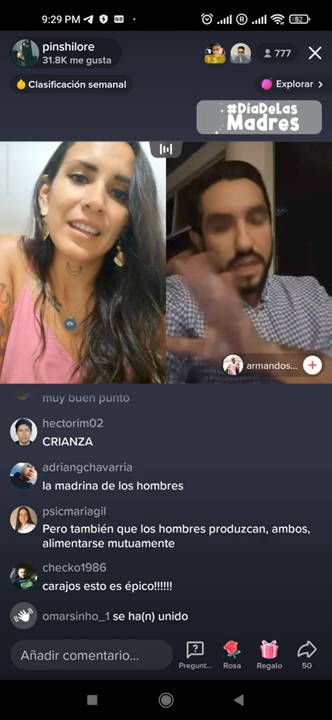 9:29 PM
52
pinshilore
31.8K me gusta
777
Clasificación semanal
Explorar
#DíaDeLas
Madres
armandos...
muy buen punto
hectorim02
CRIANZA
adriangchavarria
la madrina de los hombres
psicmariagil
Pero también que los hombres produzcan, ambos,
alimentarse mutuamente
checko1986
carajos esto es épico!!!!!!
omarsinho_1 se ha(n) unido
Añadir comentario...
Pregunt...
Rosa
Regalo
50